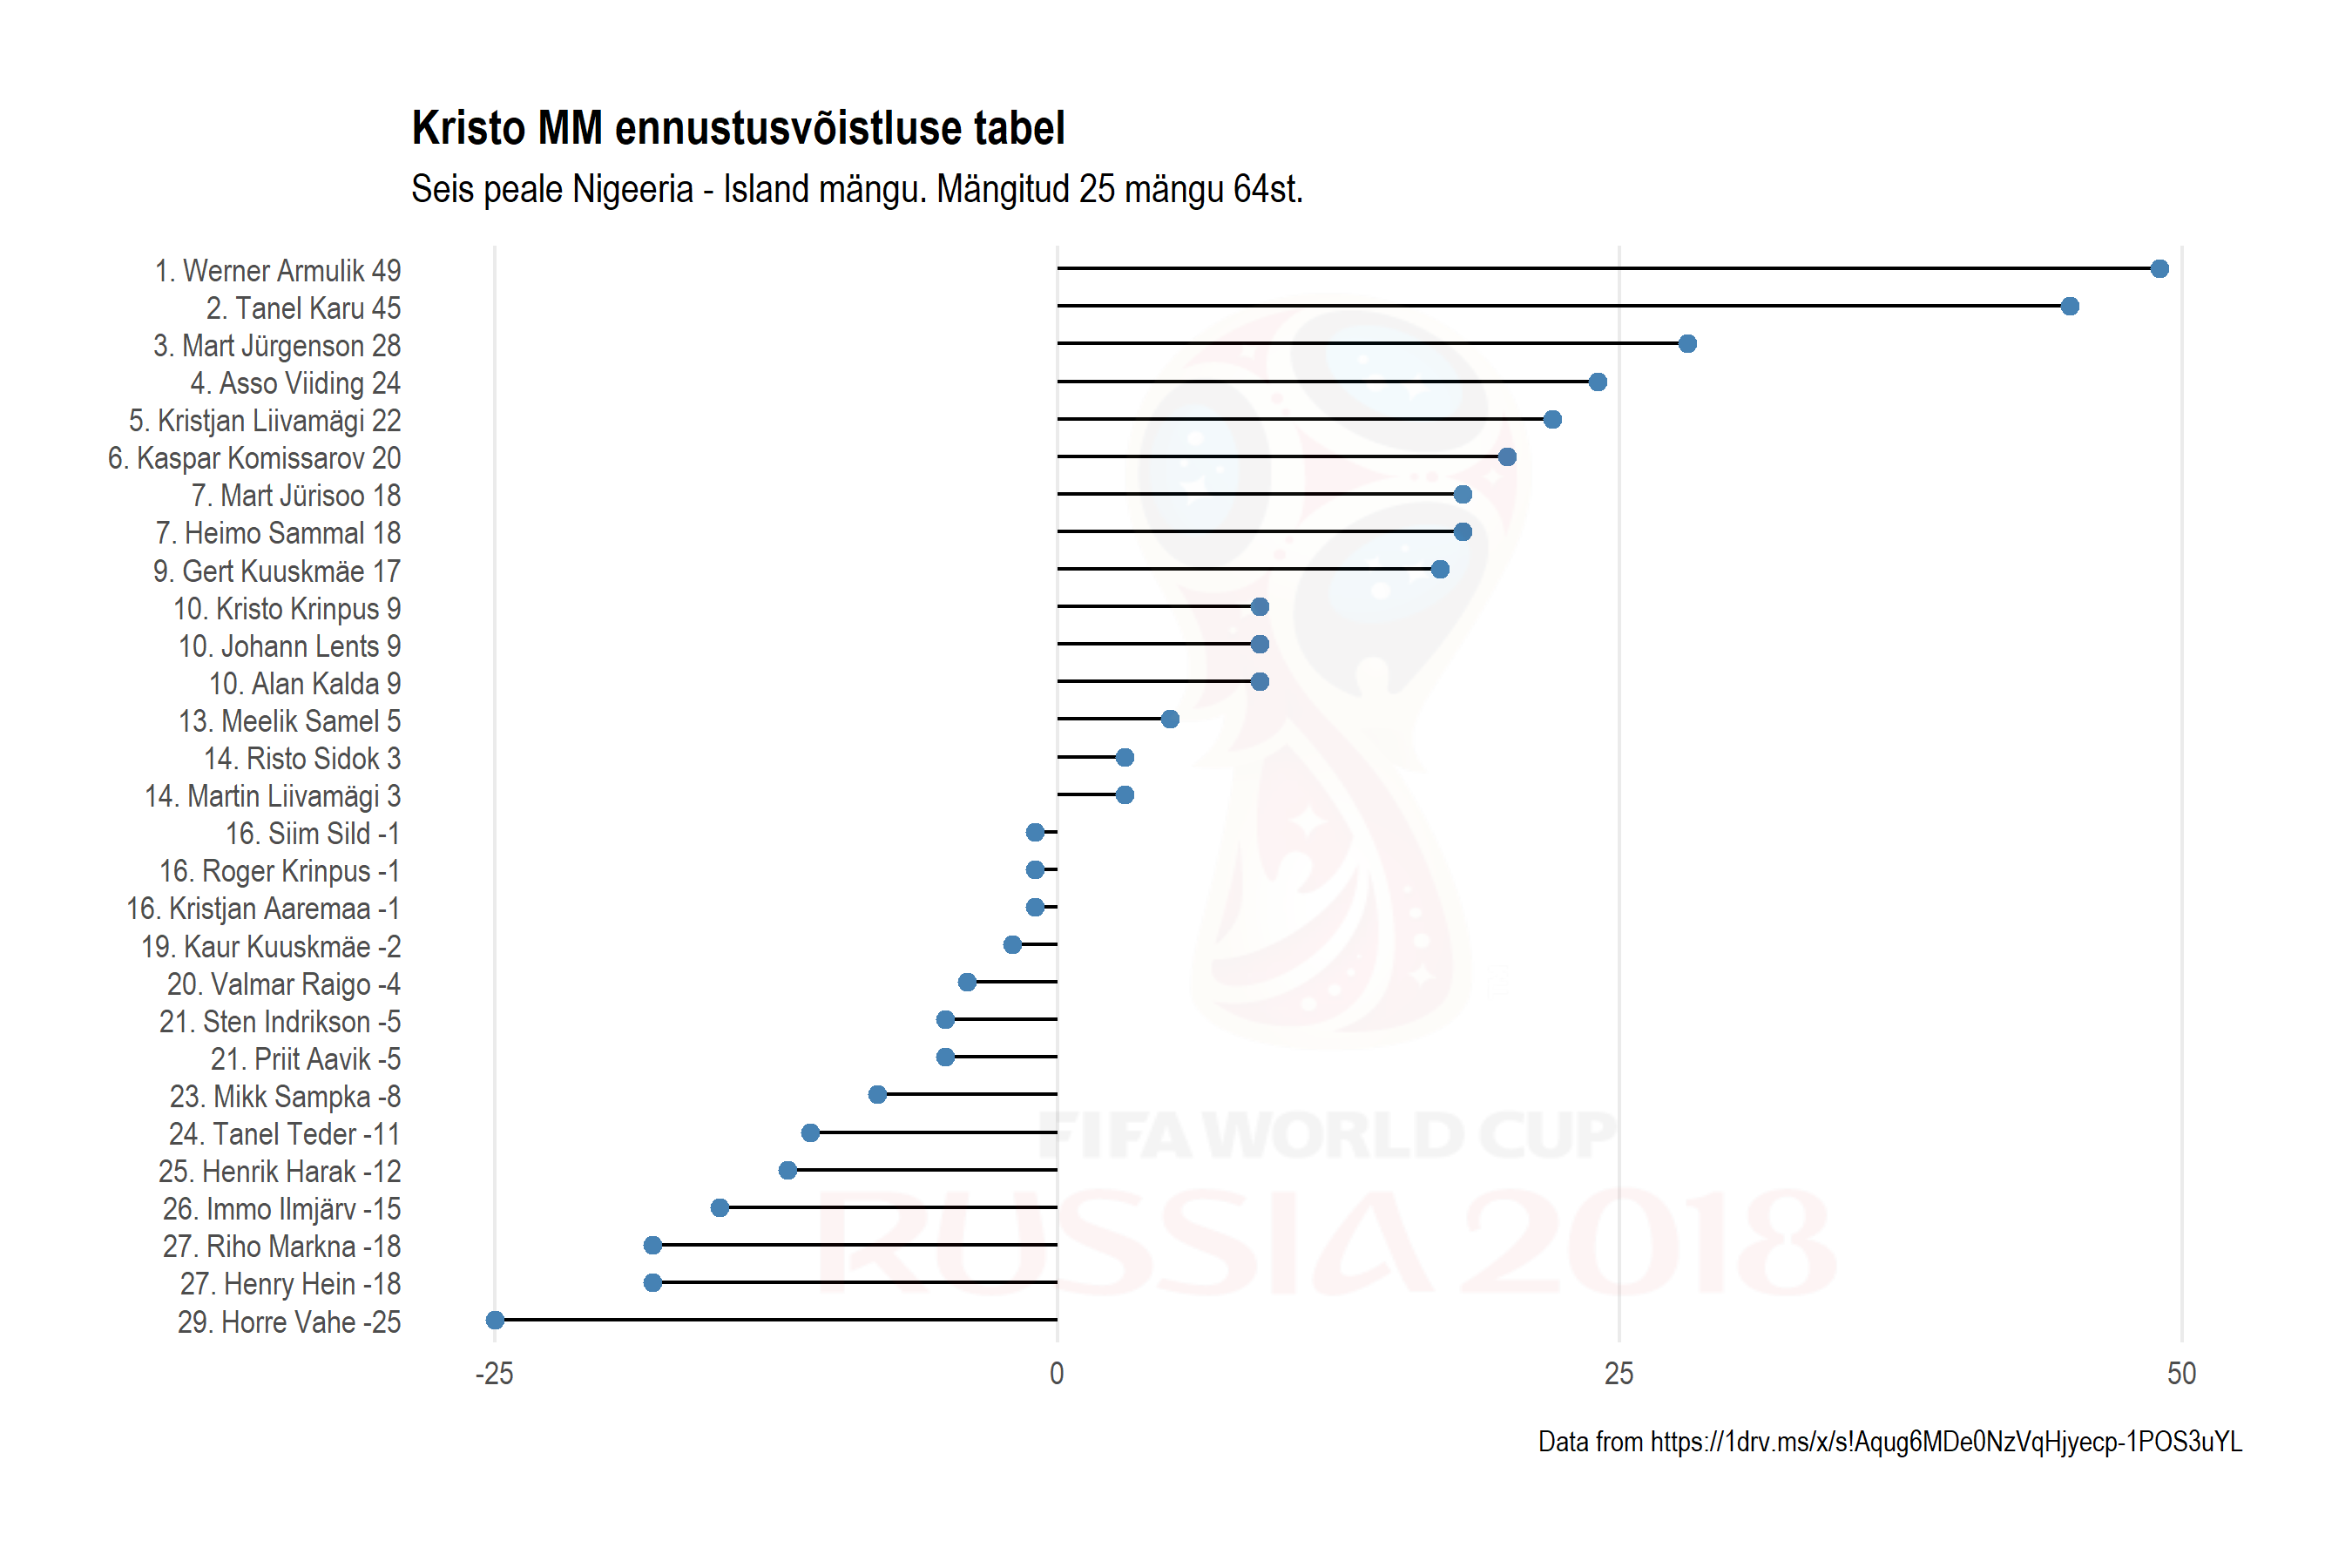 Kristo MM ennustusvõistluse tabel
Seis peale Nigeeria - Island mängu. Mängitud 25 mängu 64st.
1. Werner Armulik 49
2. Tanel Karu 45
3. Mart Jürgenson 28
4. Asso Viiding 24
5. Kristjan Liivamägi 22
6. Kaspar Komissarov 20
7. Mart Jürisoo 18
7. Heimo Sammal 18
9. Gert Kuuskmäe 17
10. Kristo Krinpus 9
10. Johann Lents 9
10. Alan Kalda 9
13. Meelik Samel 5
14. Risto Sidok 3
14. Martin Liivamägi 3
16. Siim Sild -1
16. Roger Krinpus -1
16. Kristjan Aaremaa -1
19. Kaur Kuuskmäe -2
20. Valmar Raigo -4
21. Sten Indrikson -5
21. Priit Aavik -5
23. Mikk Sampka -8
24. Tanel Teder -11
25. Henrik Harak -12
26. Immo Ilmjärv -15
27. Riho Markna -18
27. Henry Hein -18
29. Horre Vahe -25
FIFA WORLD CUP
RUSSIA 2018
-25 0 25 50
Data from https://1drv.ms/x/s!Aqug6MDe0NzVqHjyecp-1POS3uYL